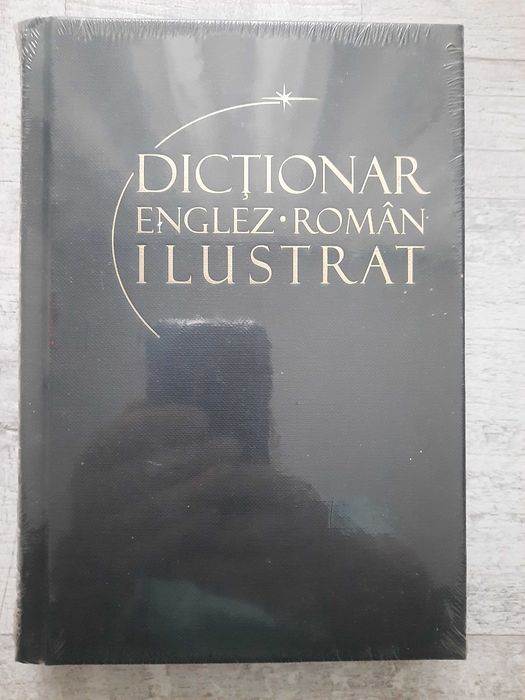 DICȚIONAR
ENGLEZ • ROMÂN
ILUSTRAT